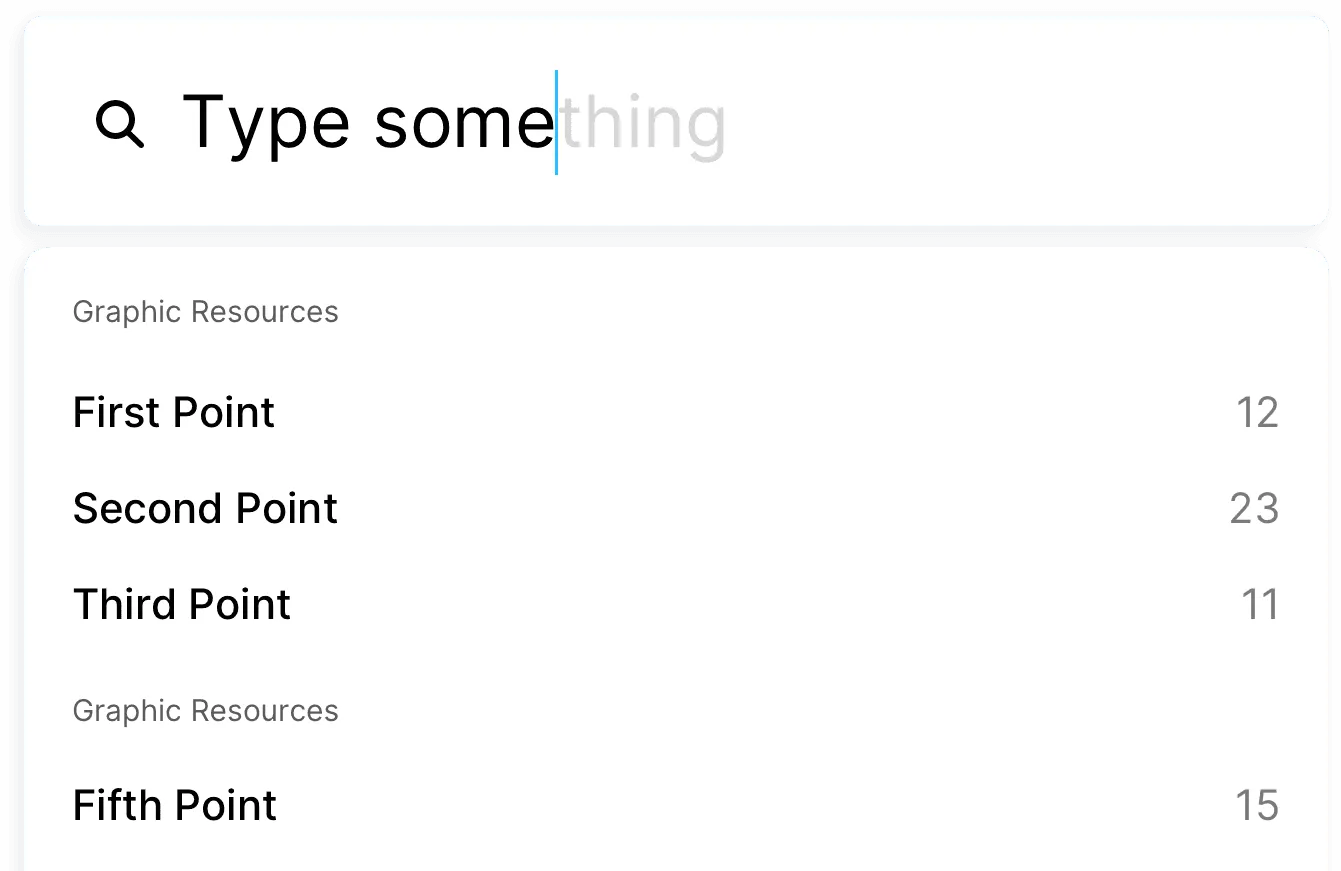 Type something
Graphic Resources
First Point 12
Second Point 23
Third Point 11
Graphic Resources
Fifth Point 15